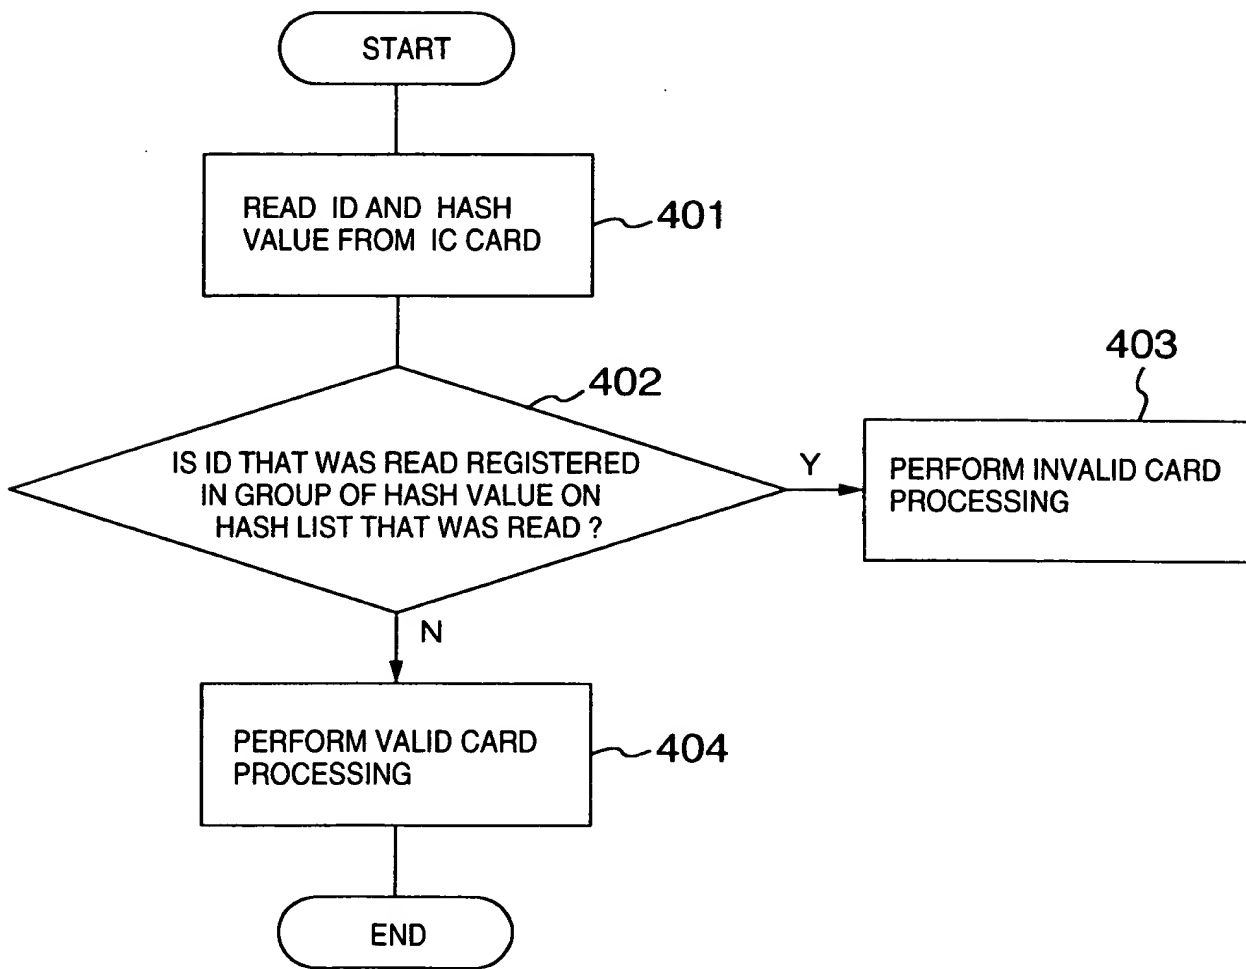 START
READ ID AND HASH
VALUE FROM IC CARD
401
402
IS ID THAT WAS READ REGISTERED
IN GROUP OF HASH VALUE ON
HASH LIST THAT WAS READ ?
Y
403
PERFORM INVALID CARD
PROCESSING
N
PERFORM VALID CARD
PROCESSING
404
END